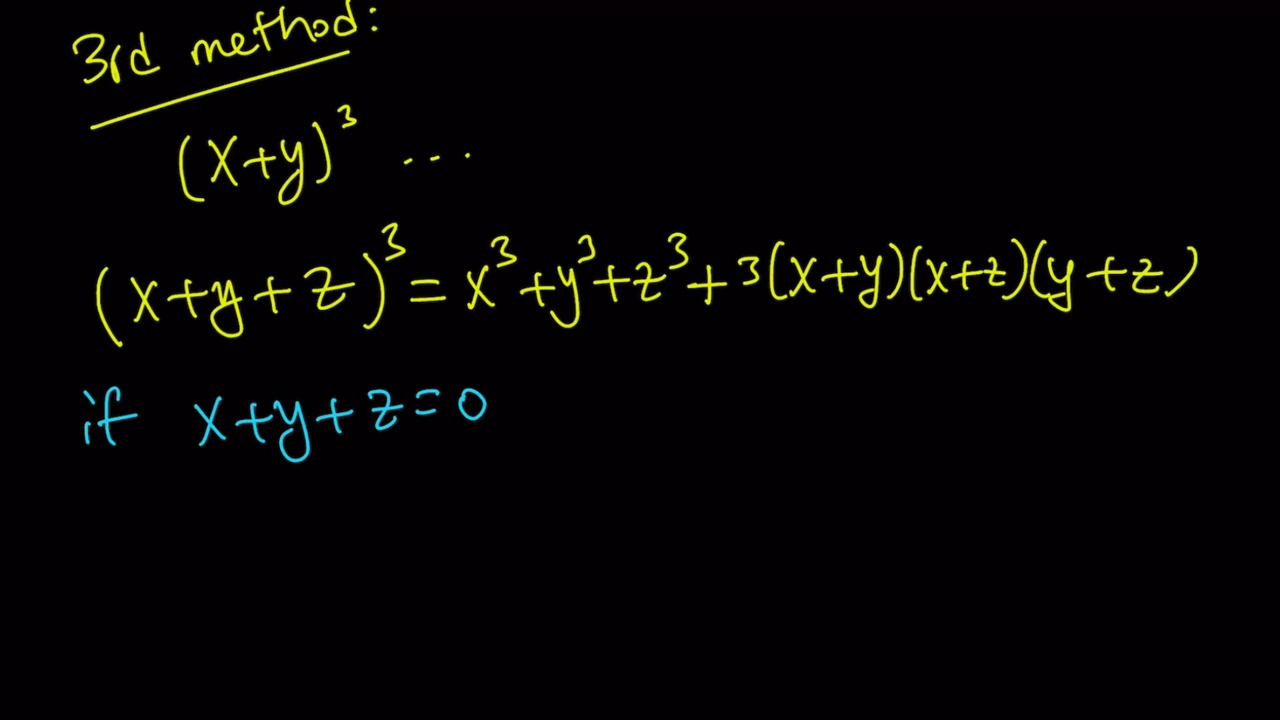 3rd method:
(x+y)³ ...
(x+y+z)³=x³+y³+z³+3(x+y)(x+z)(y+z)
if x+y+z=0